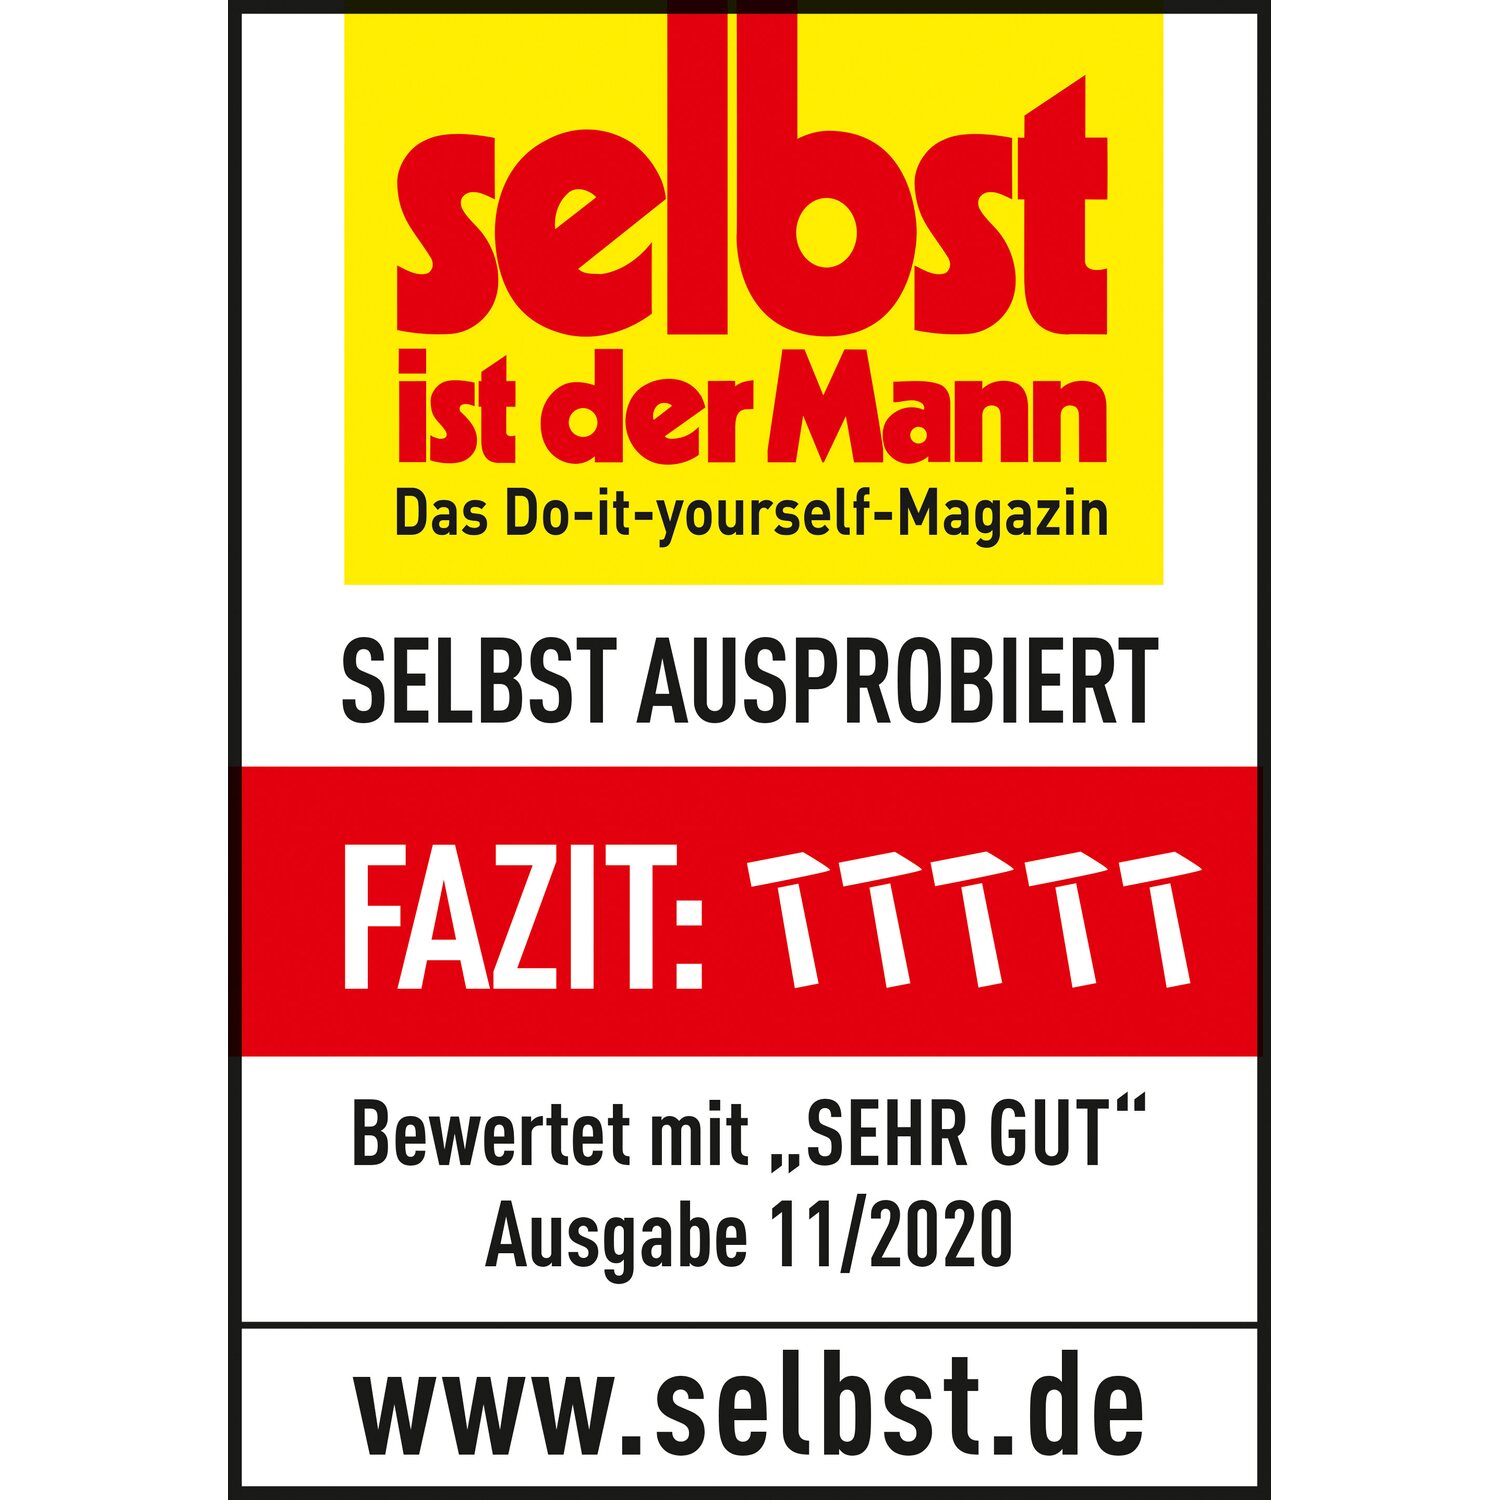 selbst
ist der Mann
Das Do-it-yourself-Magazin
SELBST AUSPROBIERT
FAZIT:
Bewertet mit „SEHR GUT“
Ausgabe 11/2020
www.selbst.de